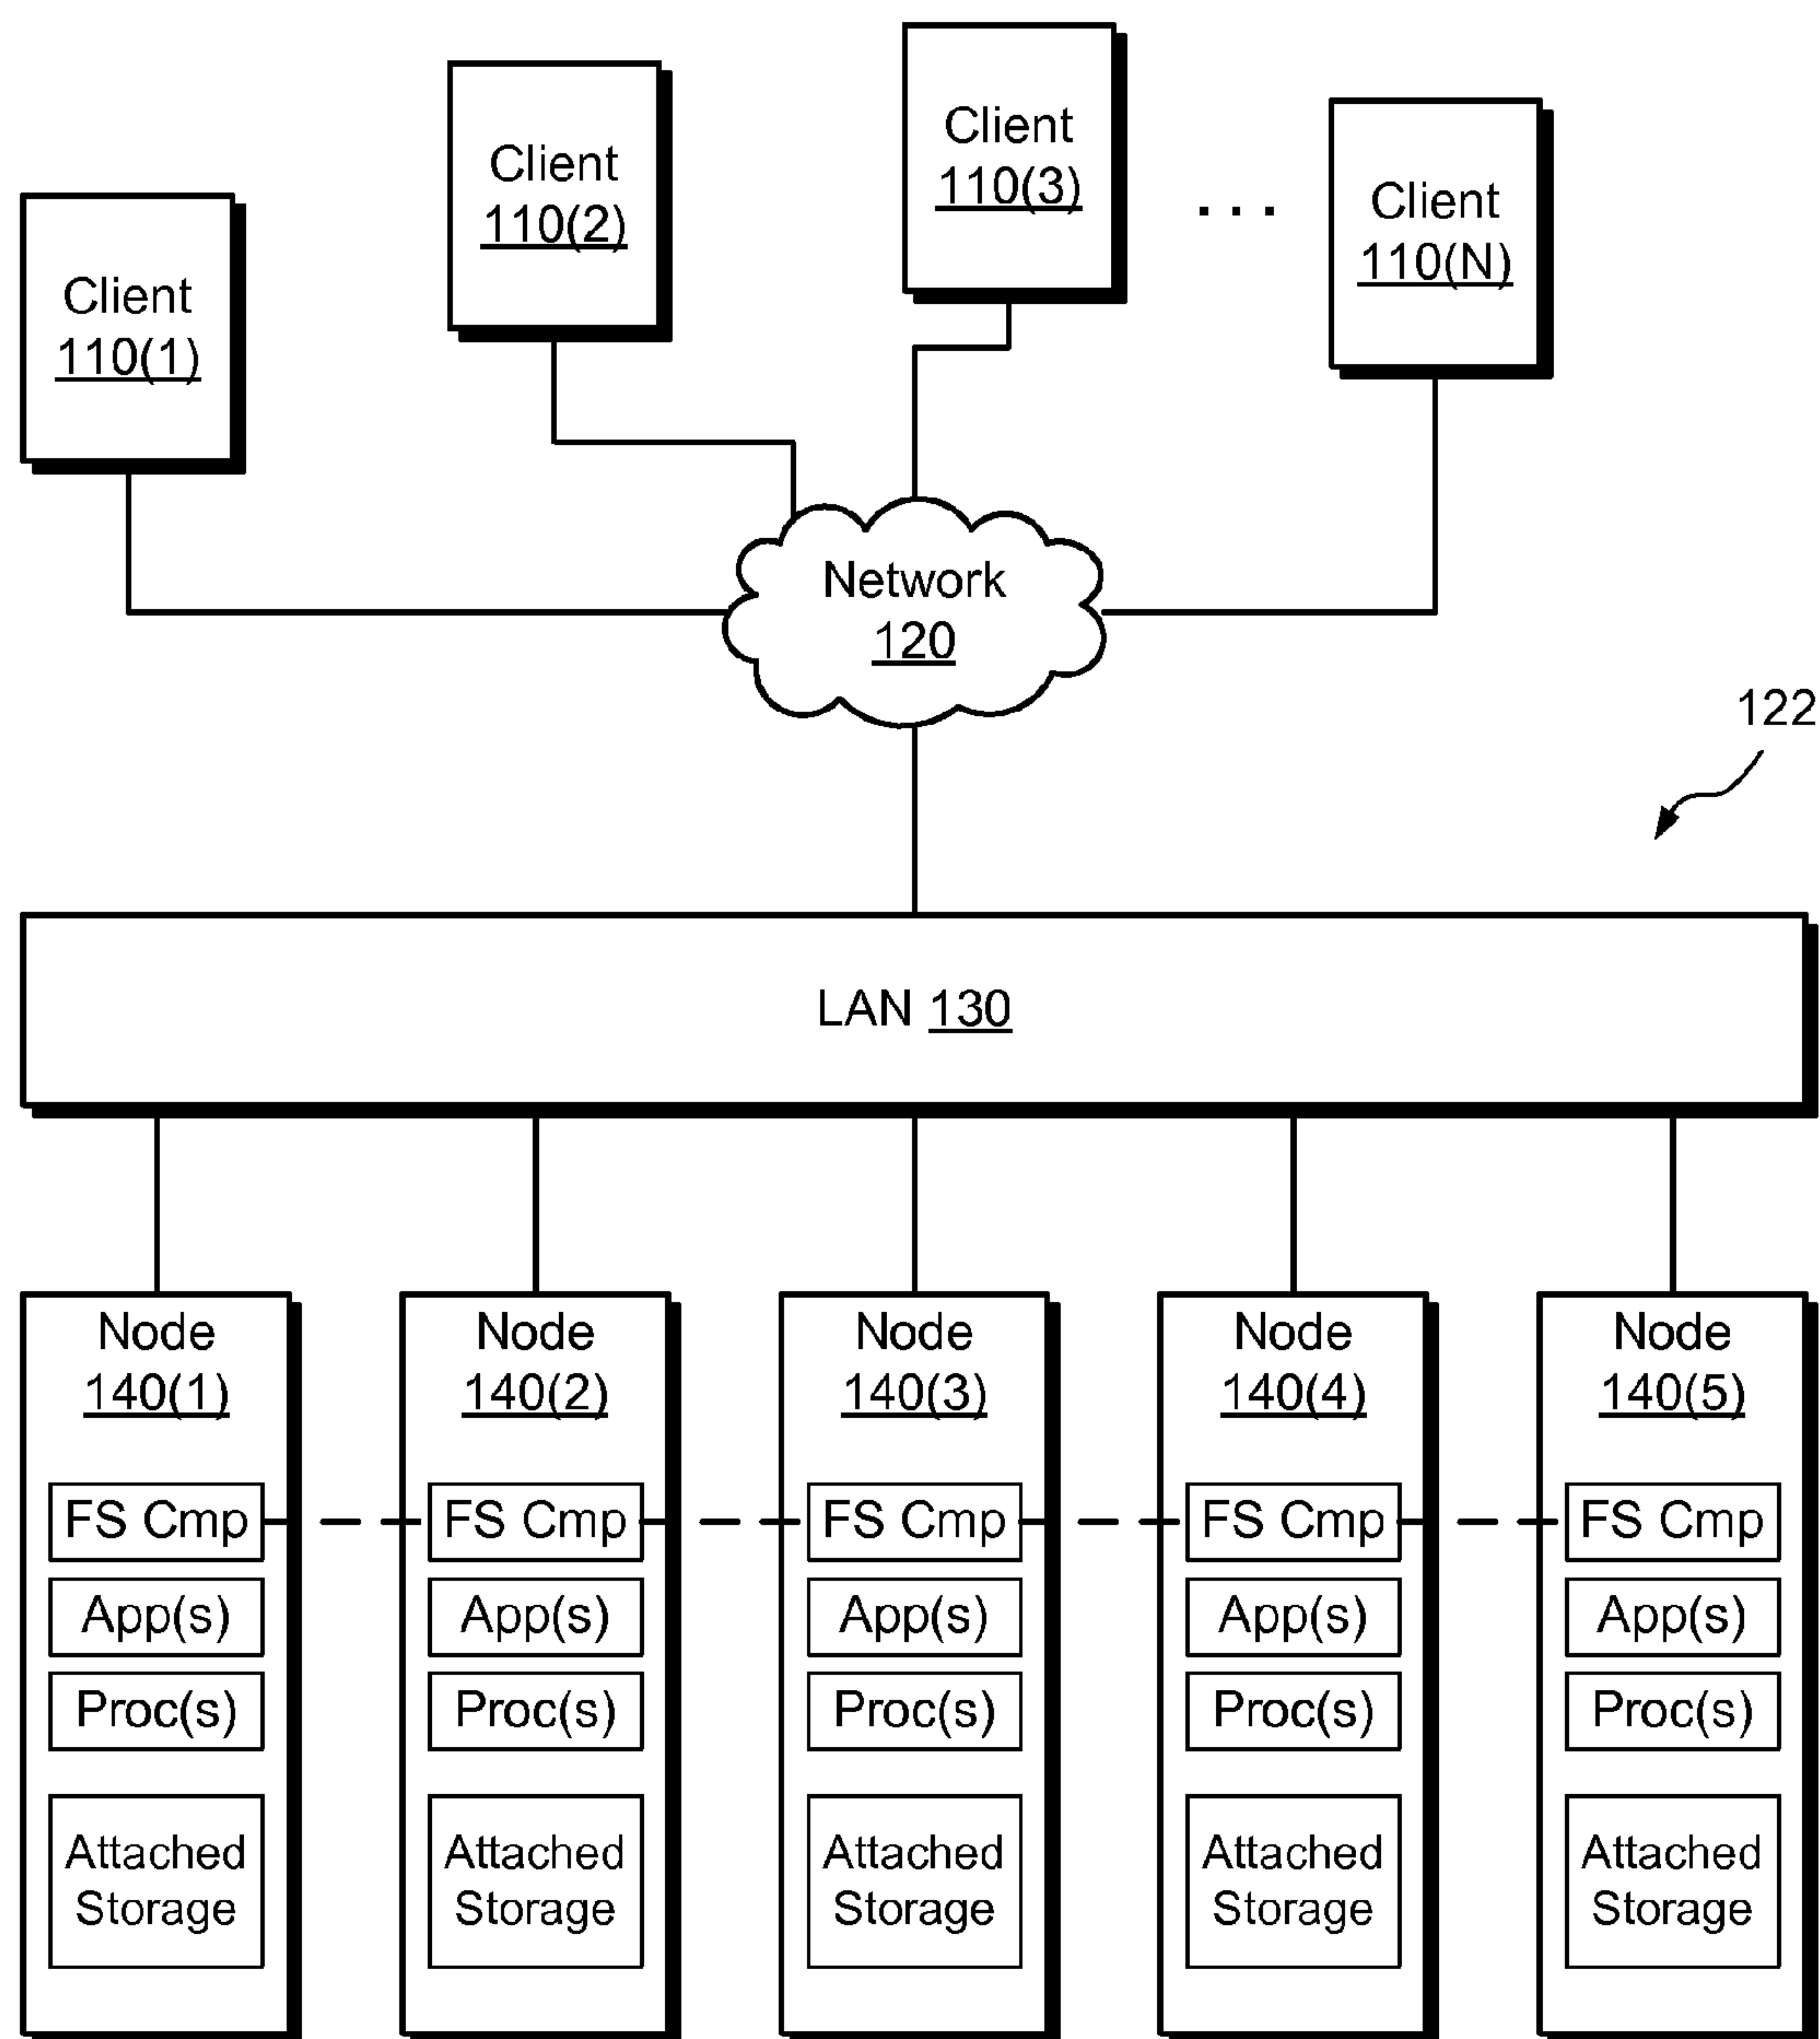 Client
110(1)
Client
110(2)
Client
110(3)
. . .
Client
110(N)
Network
120
122
LAN 130
Node
140(1)
FS Cmp
App(s)
Proc(s)
Attached
Storage
Node
140(2)
FS Cmp
App(s)
Proc(s)
Attached
Storage
Node
140(3)
FS Cmp
App(s)
Proc(s)
Attached
Storage
Node
140(4)
FS Cmp
App(s)
Proc(s)
Attached
Storage
Node
140(5)
FS Cmp
App(s)
Proc(s)
Attached
Storage